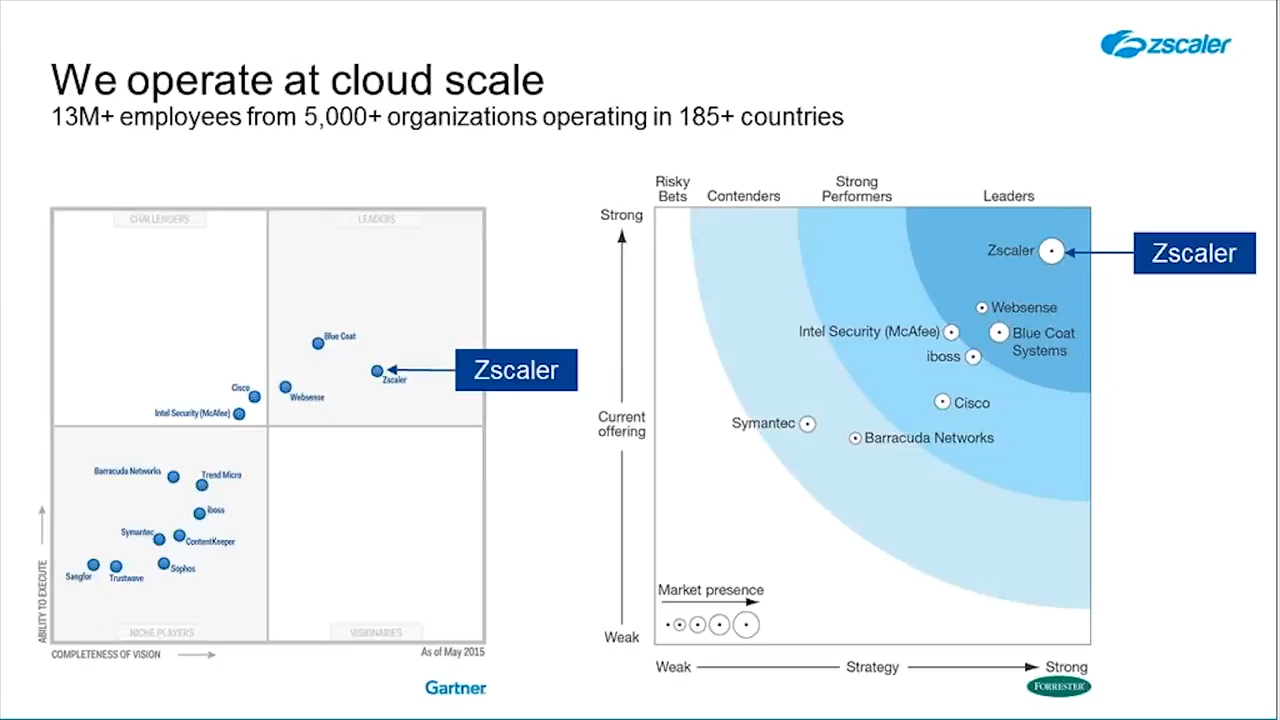 zscaler
We operate at cloud scale
13M+ employees from 5,000+ organizations operating in 185+ countries
CHALLENGERS
LEADERS
Blue Coat
Zscaler
Zscaler
Websense
Cisco
Intel Security (McAfee)
Barracuda Networks
Trend Micro
iboss
Symantec
ContentKeeper
Sangfor
Trustwave
Sophos
NICHE PLAYERS
VISIONARIES
ABILITY TO EXECUTE
COMPLETENESS OF VISION
As of May 2015
Gartner
Risky
Bets
Contenders
Strong
Performers
Leaders
Strong
Zscaler
Zscaler
Websense
Intel Security (McAfee)
Blue Coat
Systems
iboss
Cisco
Current
offering
Symantec
Barracuda Networks
Market presence
Weak
Weak
Strategy
Strong
FORRESTER